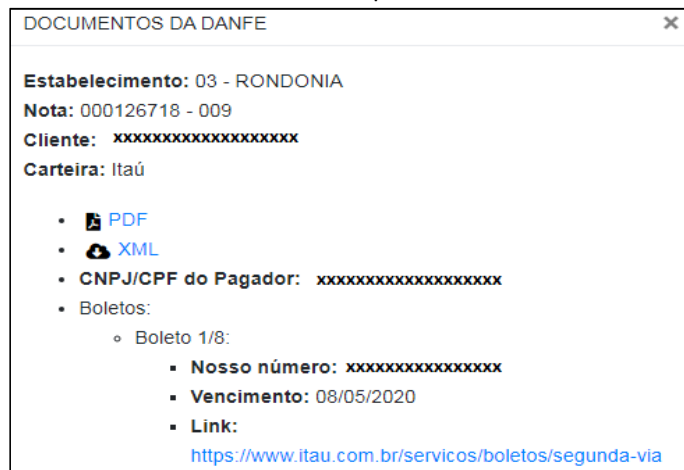 DOCUMENTOS DA DANFE ×
Estabelecimento: 03 - RONDONIA
Nota: 000126718 - 009
Cliente: xxxxxxxxxxxxxxxxxxx
Carteira: Itaú
PDF
XML
CNPJ/CPF do Pagador: xxxxxxxxxxxxxxxxxxx
Boletos:
Boleto 1/8:
Nosso número: xxxxxxxxxxxxxxxx
Vencimento: 08/05/2020
Link:
https://www.itau.com.br/servicos/boletos/segunda-via